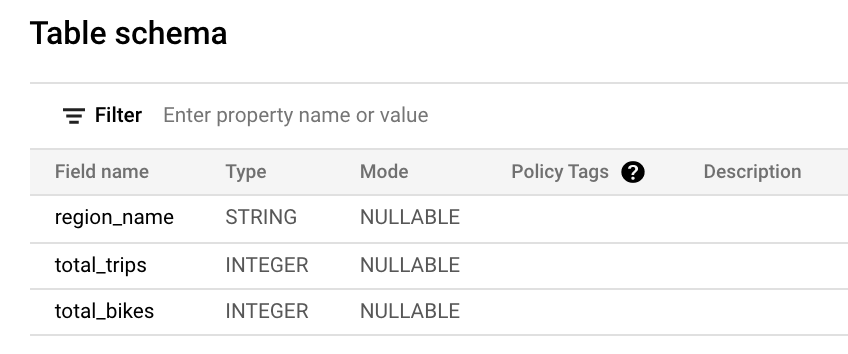 Table schema
Filter Enter property name or value
Field name Type Mode Policy Tags ? Description
region_name STRING NULLABLE
total_trips INTEGER NULLABLE
total_bikes INTEGER NULLABLE